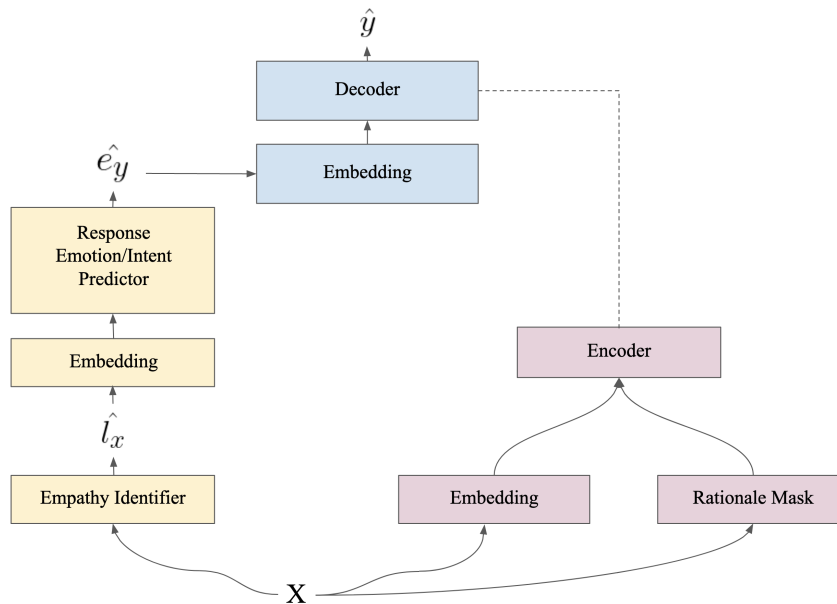 ŷ
Decoder
Embedding
ê_y
Response
Emotion/Intent
Predictor
Embedding
Encoder
l̂_x
Empathy Identifier
Embedding
Rationale Mask
X